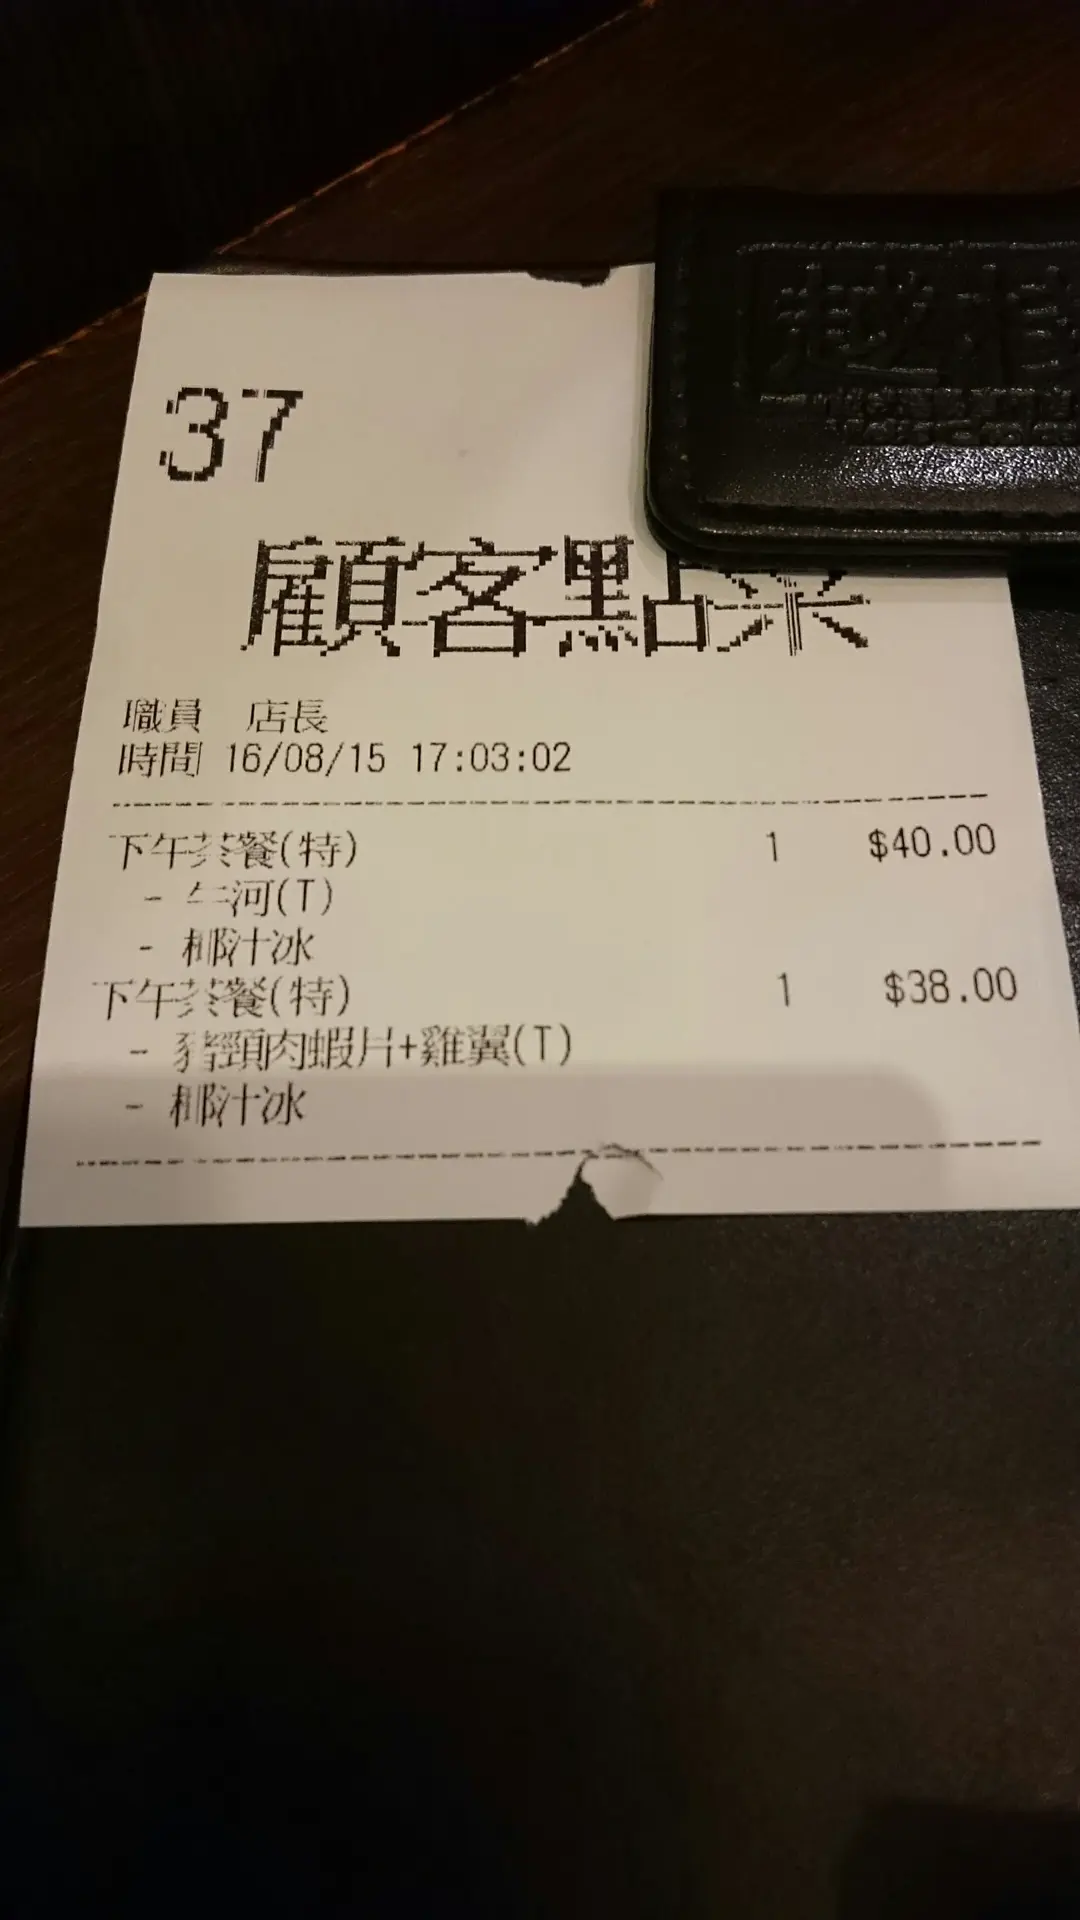 37
顧客點菜
職員 店長
時間 16/08/15 17:03:02
下午茶餐(特) 1 $40.00
- 牛河(T)
- 椰汁冰
下午茶餐(特) 1 $38.00
- 豬頸肉蝦片+雞翼(T)
- 椰汁冰